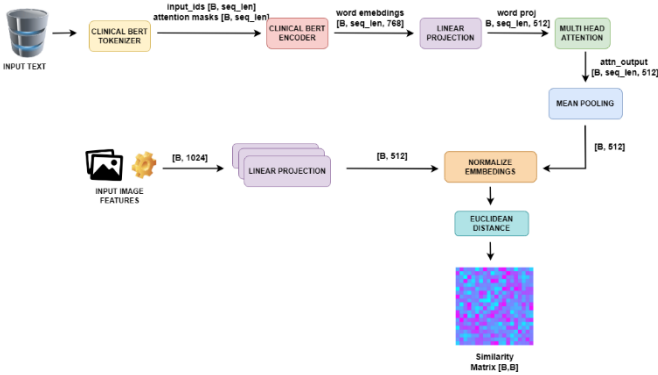 INPUT TEXT
CLINICAL BERT
TOKENIZER
input_ids [B, seq_len]
attention masks [B, seq_len]
CLINICAL BERT
ENCODER
word emebdings
[B, seq_len, 768]
LINEAR
PROJECTION
word proj
[B, seq_len, 512]
MULTI HEAD
ATTENTION
attn_output
[B, seq_len, 512]
MEAN POOLING
[B, 512]
INPUT IMAGE
FEATURES
[B, 1024]
LINEAR PROJECTION
[B, 512]
NORMALIZE
EMMBEDINGS
EUCLIDEAN
DISTANCE
Similarity
Matrix [B,B]